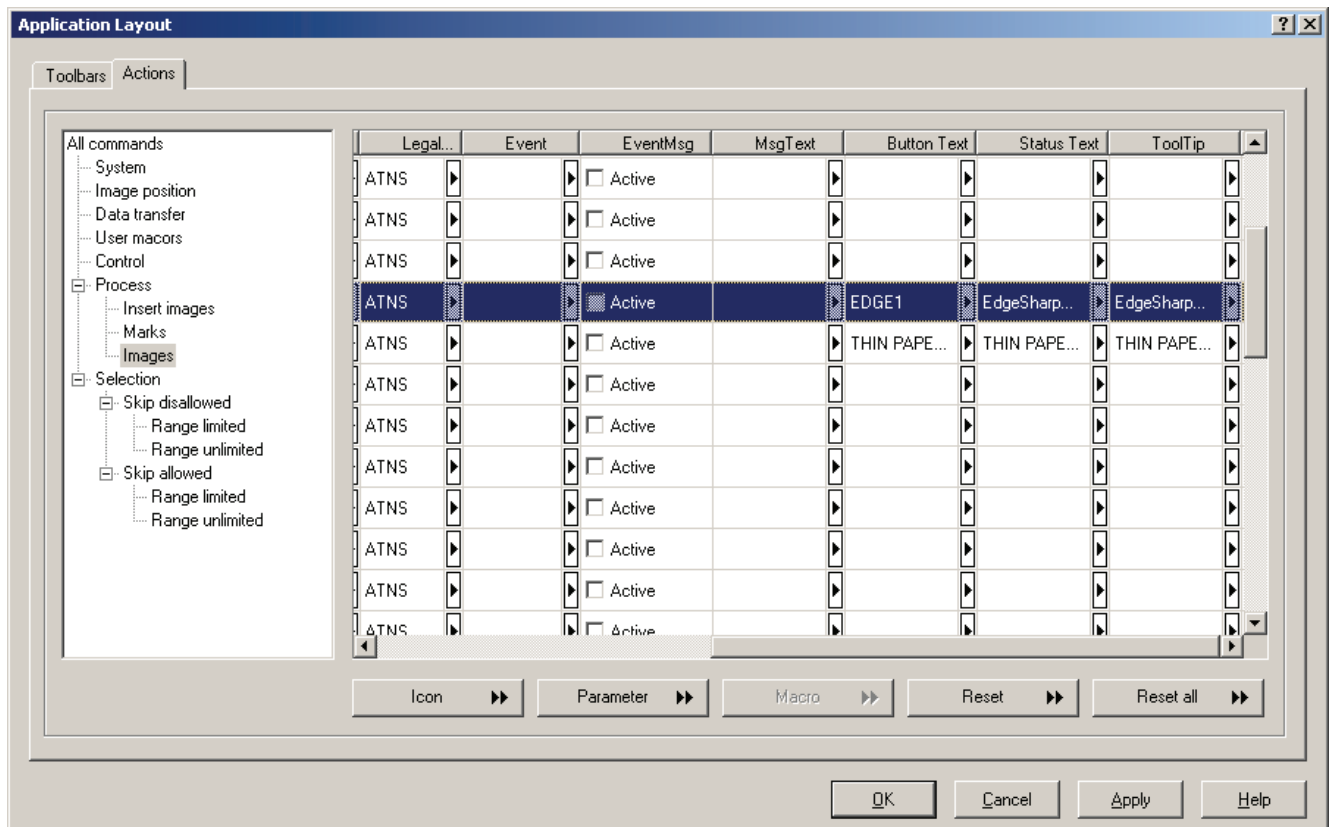 Application Layout
Toolbars Actions
All commands
System
Image position
Data transfer
User macors
Control
Process
Insert images
Marks
Images
Selection
Skip disallowed
Range limited
Range unlimited
Skip allowed
Range limited
Range unlimited
Legal... Event EventMsg MsgText Button Text Status Text ToolTip
ATNS Active
ATNS Active
ATNS Active
ATNS Active EDGE1 EdgeSharp... EdgeSharp...
ATNS Active THIN PAPE... THIN PAPE... THIN PAPE...
ATNS Active
ATNS Active
ATNS Active
ATNS Active
ATNS Active
ATNS Active
ATNS Active
Icon Parameter Macro Reset Reset all
OK Cancel Apply Help